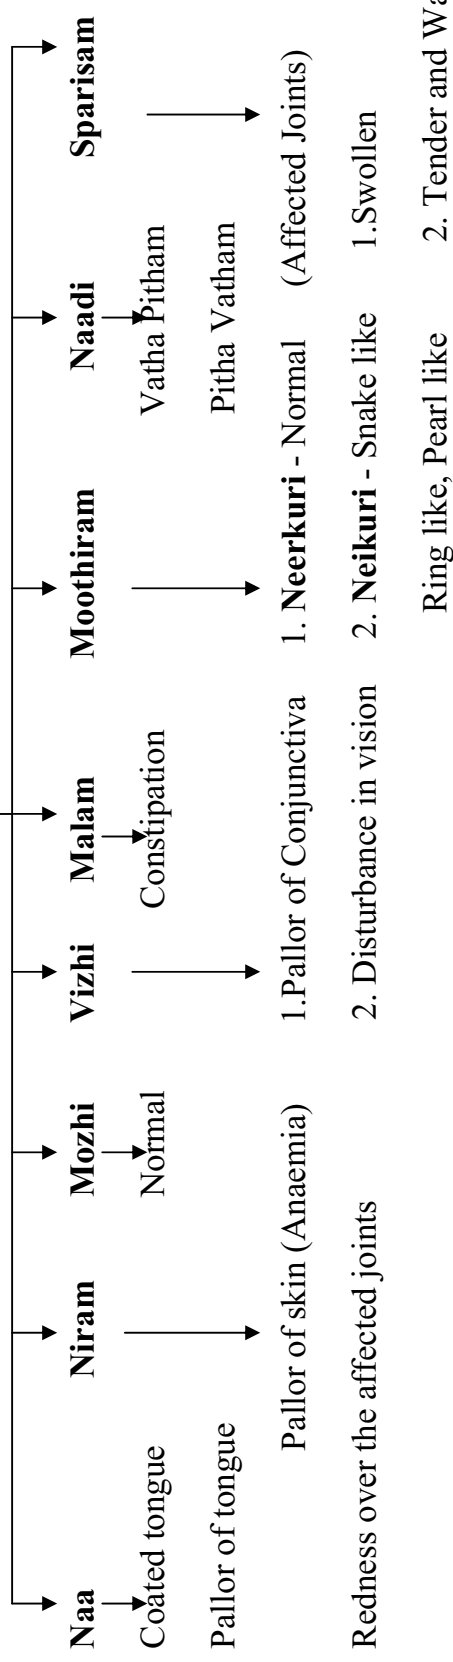 Naa Niram Mozhi Vizhi Malam Moothiram Naadi Sparisam
Coated tongue Normal Constipation Vatha Pitham
Pallor of tongue Pitha Vatham
Pallor of skin (Anaemia) 1.Pallor of Conjunctiva 1. Neerkuri - Normal (Affected Joints)
Redness over the affected joints 2. Disturbance in vision 2. Neikuri - Snake like 1.Swollen
Ring like, Pearl like 2. Tender and